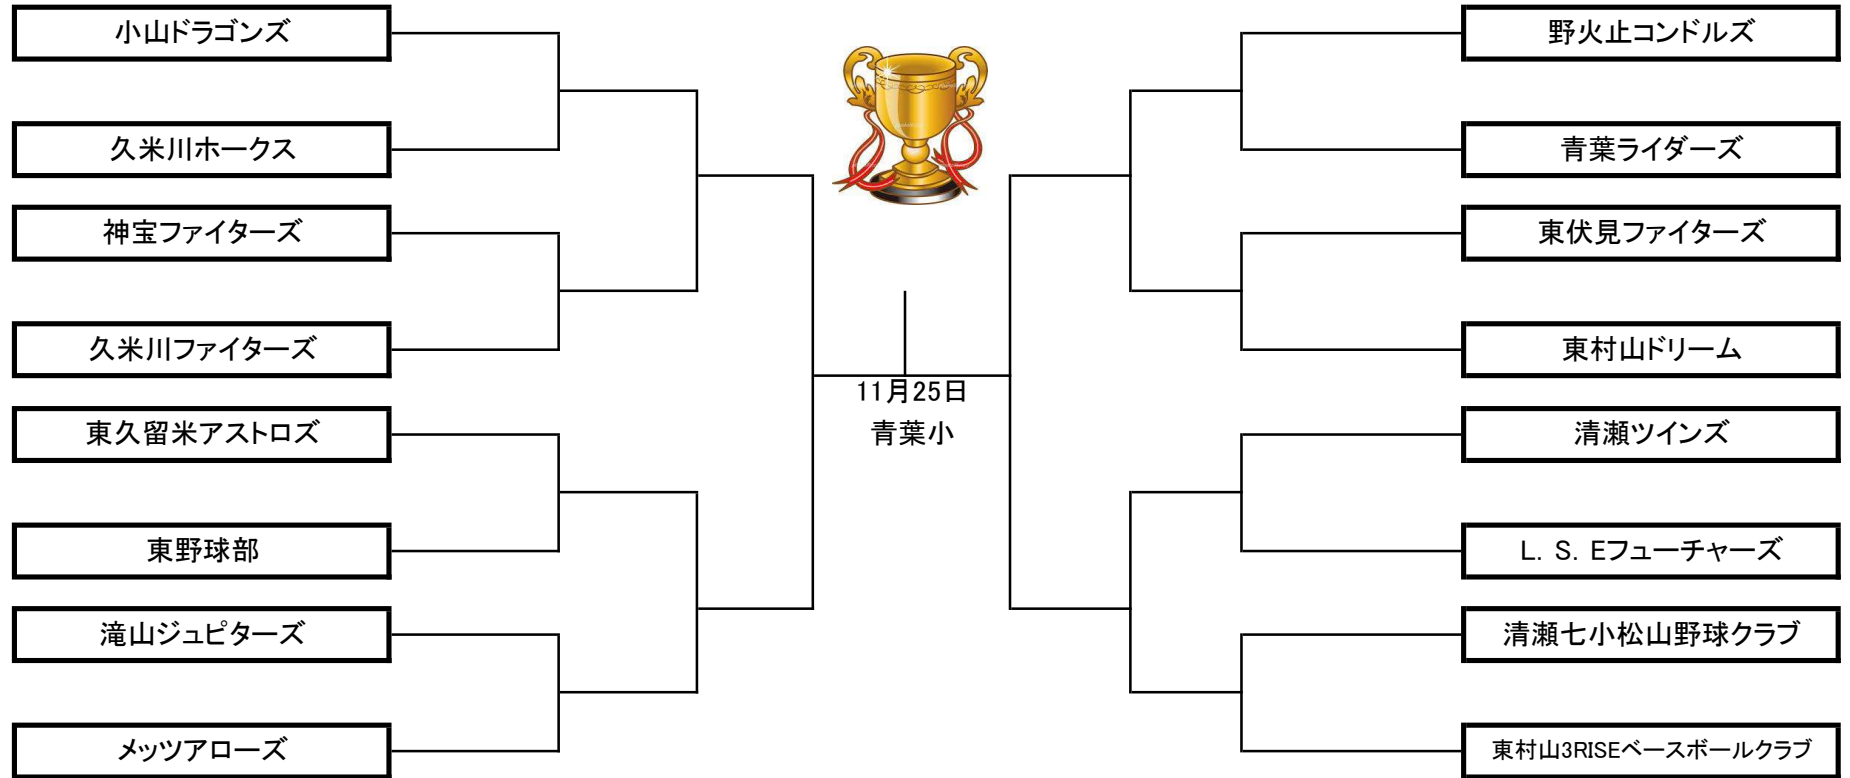 小山ドラゴンズ
久米川ホークス
神宝ファイターズ
久米川ファイターズ
東久留米アストロズ
東野球部
滝山ジュピターズ
メッツアローズ
11月25日
青葉小
野火止コンドルズ
青葉ライダーズ
東伏見ファイターズ
東村山ドリーム
清瀬ツインズ
L. S. Eフューチャーズ
清瀬七小松山野球クラブ
東村山3RISEベースボールクラブ